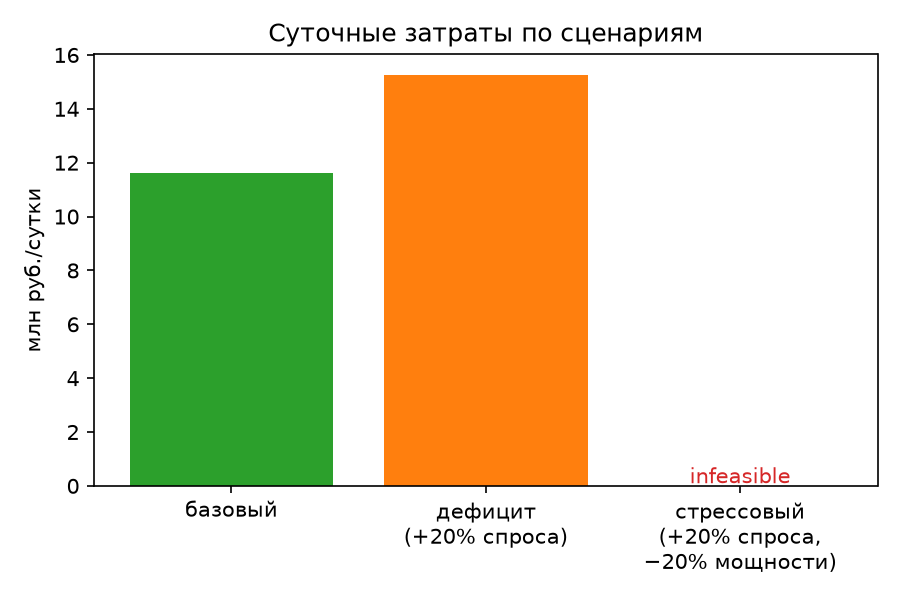 Суточные затраты по сценариям
млн руб./сутки
16
14
12
10
8
6
4
2
0
infeasible
базовый
дефицит
(+20% спроса)
стрессовый
(+20% спроса,
−20% мощности)